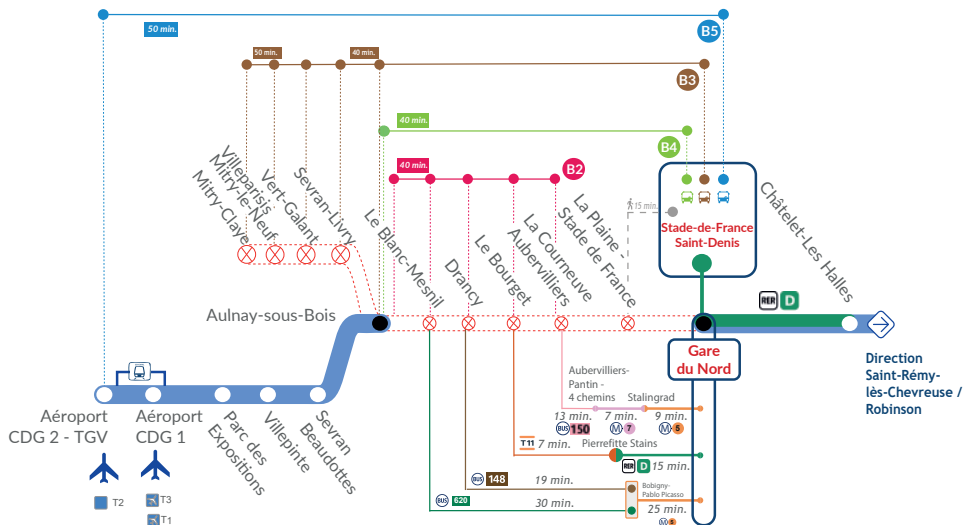 50 min.
B5
50 min.
40 min.
B3
40 min.
B4
40 min.
B2
Mitry-Claye
Villeparisis
Mitry-le-Neuf
Vert-Galant
Sevran-Livry
Le Blanc-Mesnil
Drancy
Le Bourget
La Courneuve
Aubervilliers
La Plaine -
Stade de France
15 min.
Stade-de-France
Saint-Denis
Châtelet-Les Halles
RER D
Aulnay-sous-Bois
Gare
du Nord
Direction
Saint-Rémy-
lès-Chevreuse /
Robinson
Aéroport
CDG 2 - TGV
T2
Aéroport
CDG 1
T3
T1
Parc des
Expositions
Villepinte
Sevran
Beaudottes
Aubervilliers-
Pantin -
4 chemins
Stalingrad
13 min.
7 min.
9 min.
BUS 150
M 7
M 5
T11
7 min.
Pierrefitte Stains
RER D 15 min.
BUS 148
19 min.
Bobigny-
Pablo Picasso
BUS 620
30 min.
25 min.
M 5